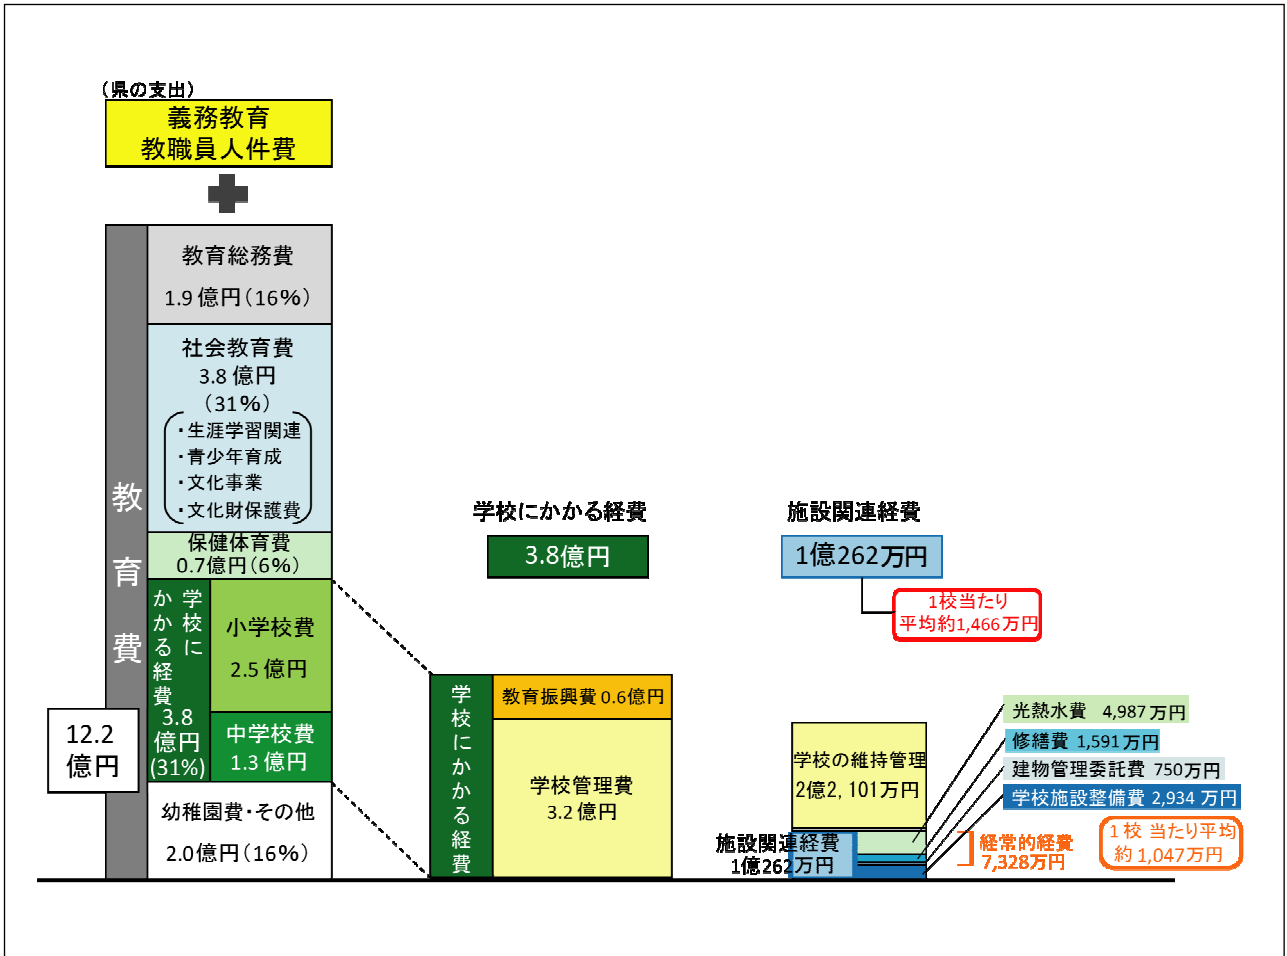 （県の支出）
義務教育
教職員人件費
教育費
12.2
億円
教育総務費
1.9 億円（16%）
社会教育費
3.8 億円
（31%）
・生涯学習関連
・青少年育成
・文化事業
・文化財保護費
保健体育費
0.7億円（6%）
学校に
かかる経費
3.8
億円
(31%)
小学校費
2.5 億円
中学校費
1.3 億円
幼稚園費・その他
2.0億円（16%）
学校にかかる経費
3.8億円
学校にかかる経費
教育振興費 0.6億円
学校管理費
3.2 億円
施設関連経費
1億262万円
1校当たり
平均約1,466万円
学校の維持管理
2億2, 101万円
施設関連経費
1億262万円
光熱水費 4,987 万円
修繕費 1,591万円
建物管理委託費 750万円
学校施設整備費 2,934 万円
経常的経費
7,328万円
1 校 当たり平均
約 1,047万円